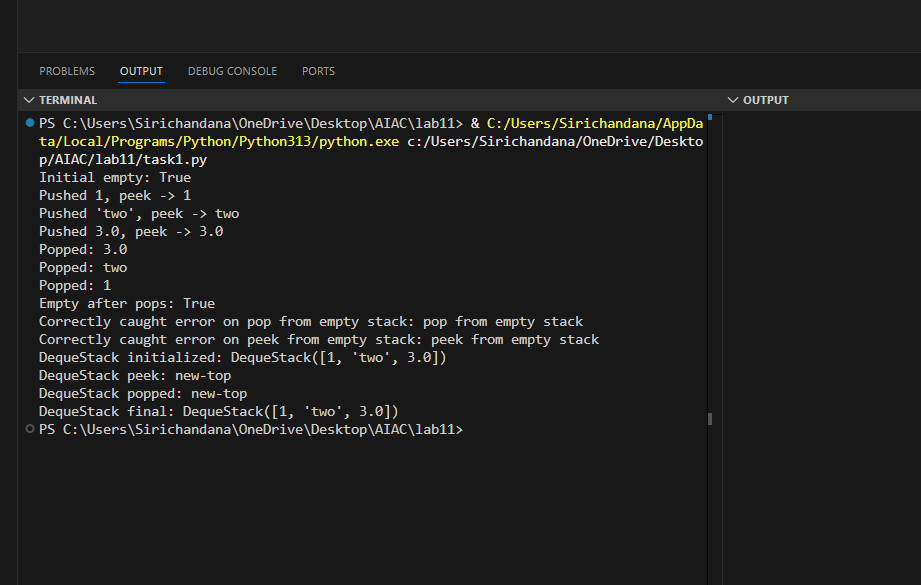 PROBLEMS OUTPUT DEBUG CONSOLE PORTS
TERMINAL
PS C:\Users\Sirichandana\OneDrive\Desktop\AIAC\lab11> & C:/Users/Sirichandana/AppDa
ta/Local/Programs/Python/Python313/python.exe c:/Users/Sirichandana/OneDrive/Deskto
p/AIAC/lab11/task1.py
Initial empty: True
Pushed 1, peek -> 1
Pushed 'two', peek -> two
Pushed 3.0, peek -> 3.0
Popped: 3.0
Popped: two
Popped: 1
Empty after pops: True
Correctly caught error on pop from empty stack: pop from empty stack
Correctly caught error on peek from empty stack: peek from empty stack
DequeStack initialized: DequeStack([1, 'two', 3.0])
DequeStack peek: new-top
DequeStack popped: new-top
DequeStack final: DequeStack([1, 'two', 3.0])
PS C:\Users\Sirichandana\OneDrive\Desktop\AIAC\lab11>
OUTPUT